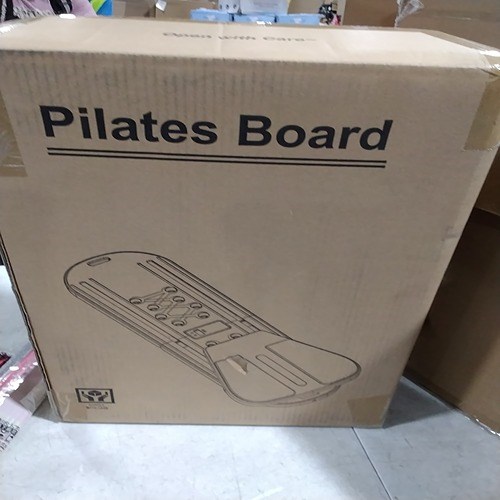 Open with Care
Pilates Board